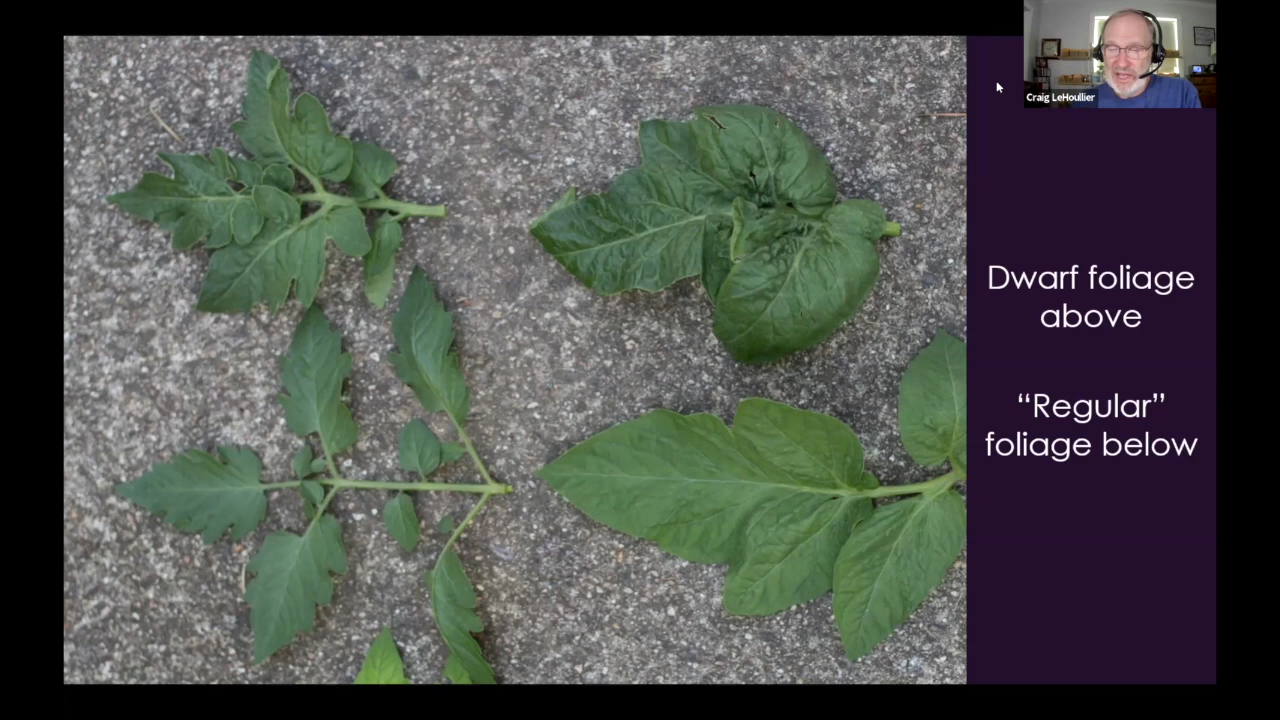 Craig LeHoullier
Dwarf foliage
above
“Regular”
foliage below